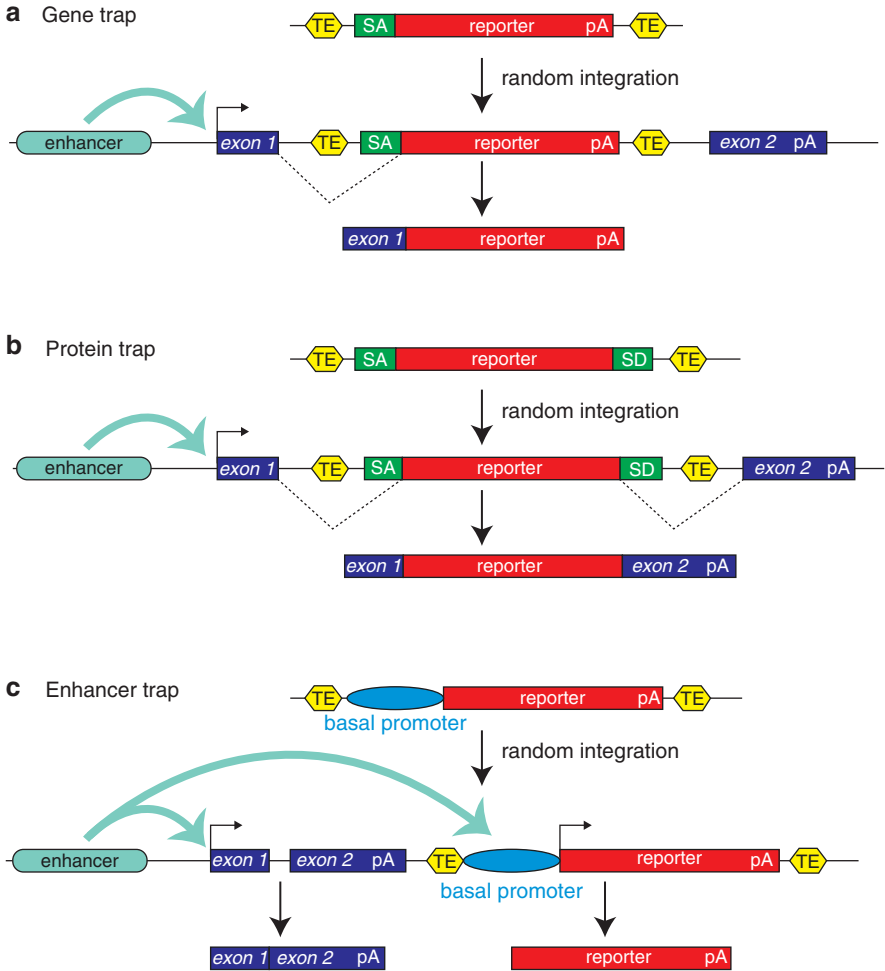 a Gene trap
TE SA reporter pA TE
random integration
enhancer exon 1 TE SA reporter pA TE exon 2 pA
exon 1 reporter pA
b Protein trap
TE SA reporter SD TE
random integration
enhancer exon 1 TE SA reporter SD TE exon 2 pA
exon 1 reporter exon 2 pA
c Enhancer trap
TE reporter pA TE
basal promoter
random integration
enhancer exon 1 exon 2 pA TE reporter pA TE
basal promoter
exon 1 exon 2 pA reporter pA